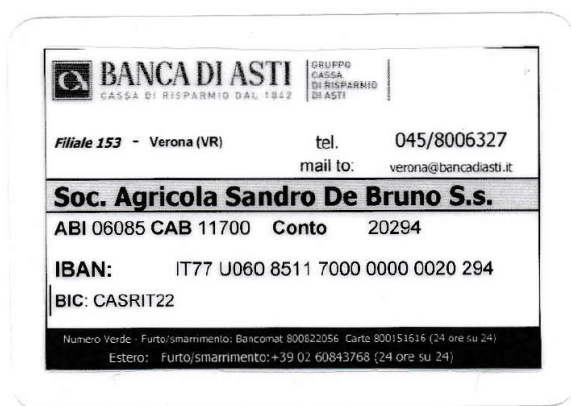 BANCA DI ASTI
CASSA DI RISPARMIO DAL 1842
GRUPPO
CASSA
DI RISPARMIO
DI ASTI
Filiale 153 - Verona (VR) tel. 045/8006327
mail to: verona@bancadiasti.it
Soc. Agricola Sandro De Bruno S.s.
ABI 06085 CAB 11700 Conto 20294
IBAN: IT77 U060 8511 7000 0000 0020 294
BIC: CASRIT22
Numero Verde - Furto/smarrimento: Bancomat 800822056 Carte 800151616 (24 ore su 24)
Estero: Furto/smarrimento:+39 02 60843768 (24 ore su 24)